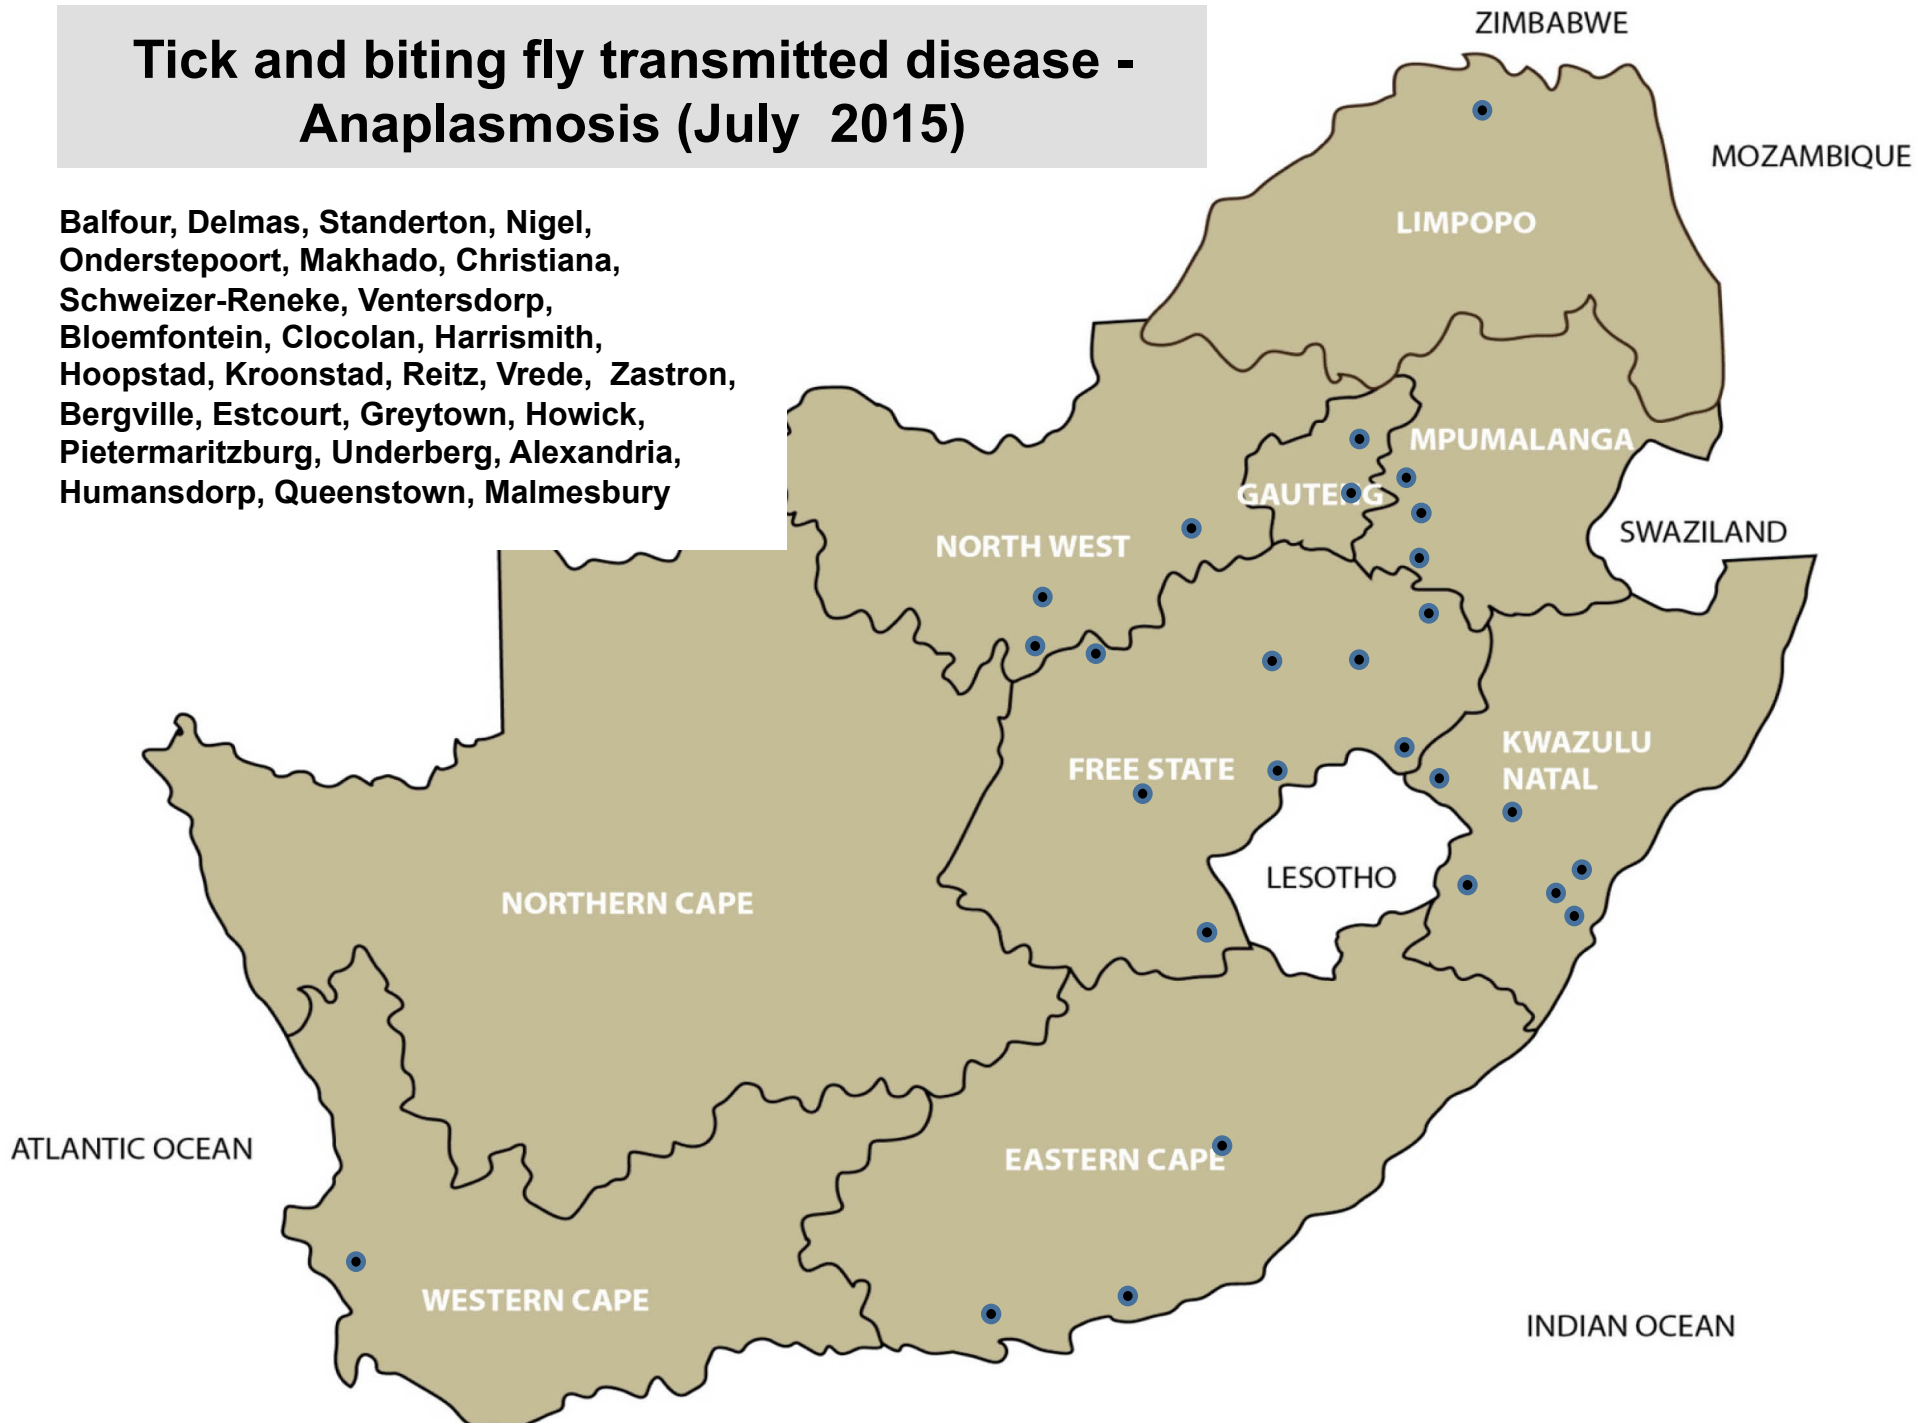 Tick and biting fly transmitted disease -
Anaplasmosis (July  2015)
Balfour, Delmas, Standerton, Nigel,
Onderstepoort, Makhado, Christiana,
Schweizer-Reneke, Ventersdorp,
Bloemfontein, Clocolan, Harrismith,
Hoopstad, Kroonstad, Reitz, Vrede,  Zastron,
Bergville, Estcourt, Greytown, Howick,
Pietermaritzburg, Underberg, Alexandria,
Humansdorp, Queenstown, Malmesbury
ZIMBABWE
MOZAMBIQUE
LIMPOPO
MPUMALANGA
GAUTENG
SWAZILAND
NORTH WEST
KWAZULU
NATAL
FREE STATE
LESOTHO
NORTHERN CAPE
ATLANTIC OCEAN
EASTERN CAPE
WESTERN CAPE
INDIAN OCEAN